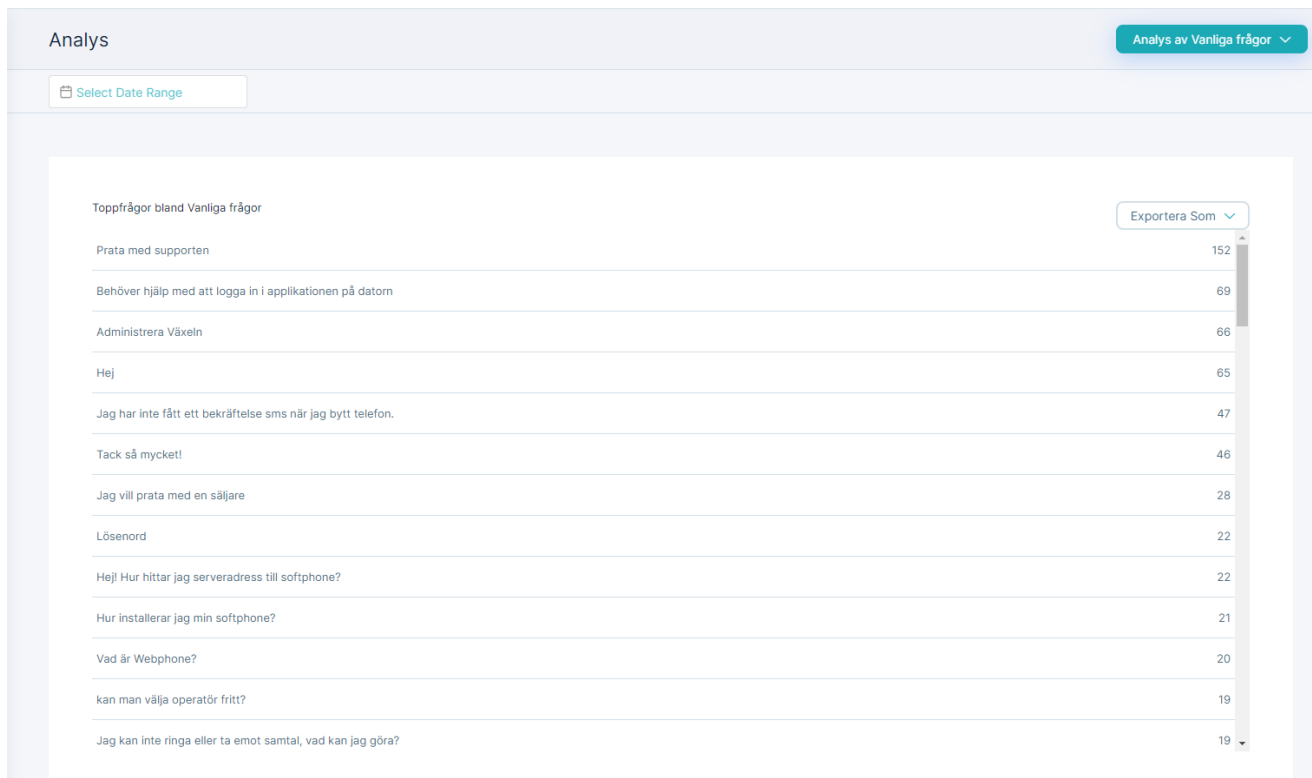 Analys
Analys av Vanliga frågor
Select Date Range
Toppfrågor bland Vanliga frågor
Exportera Som
Prata med supporten 152
Behöver hjälp med att logga in i applikationen på datorn 69
Administrera Växeln 66
Hej 65
Jag har inte fått ett bekräftelse sms när jag bytt telefon. 47
Tack så mycket! 46
Jag vill prata med en säljare 28
Lösenord 22
Hej! Hur hittar jag serveradress till softphone? 22
Hur installerar jag min softphone? 21
Vad är Webphone? 20
kan man välja operatör fritt? 19
Jag kan inte ringa eller ta emot samtal, vad kan jag göra? 19